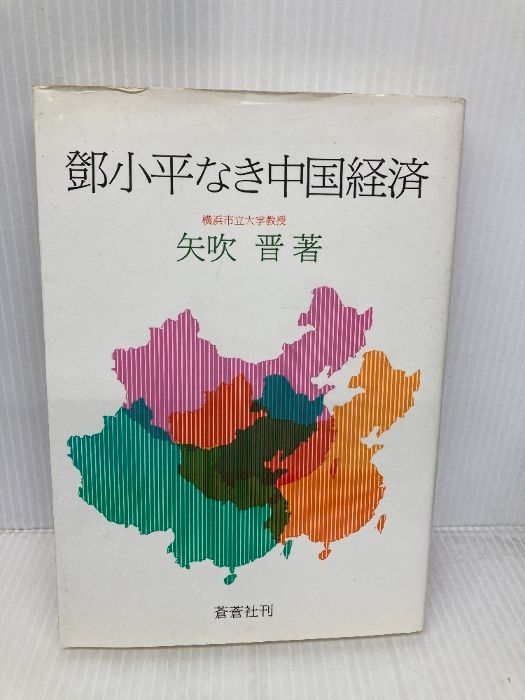 鄧小平なき中国経済
横浜市立大学教授
矢吹 晋 著
蒼蒼社刊